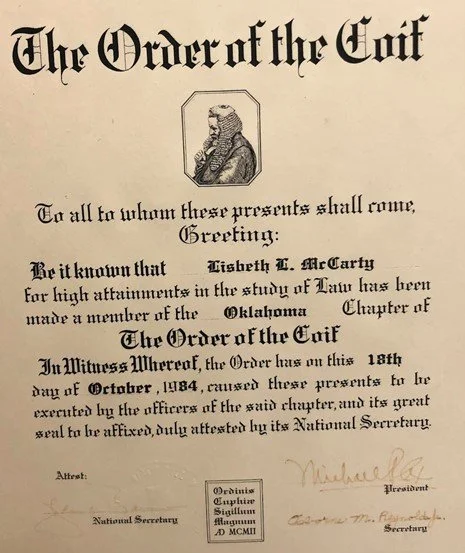 The Order of the Coif
To all to whom these presents shall come,
Greeting:
Be it known that Lisbeth L. McCarty
for high attainments in the study of Law has been
made a member of the Oklahoma Chapter of
The Order of the Coif
In Witness Whereof, the Order has on this 18th
day of October, 1984, caused these presents to be
executed by the officers of the said chapter, and its great
seal to be affixed, duly attested by its National Secretary.
Attest:
National Secretary
Ordinis
Cuphiæ
Sigillum
Magnum
AD MCMII
President
Osborne M. Reynolds, Jr.
Secretary